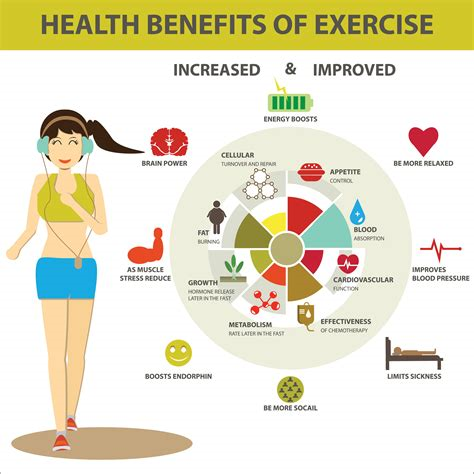 HEALTH BENEFITS OF EXERCISE
INCREASED & IMPROVED
ENERGY BOOSTS
BRAIN POWER
BE MORE RELAXED
CELLULAR
TURNOVER AND REPAIR
APPETITE
CONTROL
FAT
BURNING
BLOOD
ABSORPTION
AS MUSCLE
STRESS REDUCE
IMPROVES
BLOOD PRESSURE
GROWTH
HORMONE RELEASE
LATER IN THE FAST
CARDIOVASCULAR
FUNCTION
METABOLISM
RATE LATER IN THE FAST
EFFECTIVENESS
OF CHEMOTHERAPY
BOOSTS ENDORPHIN
LIMITS SICKNESS
BE MORE SOCAIL